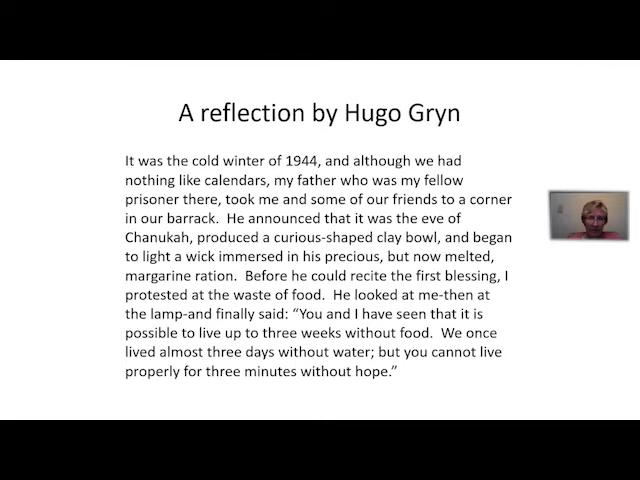 A reflection by Hugo Gryn
It was the cold winter of 1944, and although we had
nothing like calendars, my father who was my fellow
prisoner there, took me and some of our friends to a corner
in our barrack.  He announced that it was the eve of
Chanukah, produced a curious-shaped clay bowl, and began
to light a wick immersed in his precious, but now melted,
margarine ration.  Before he could recite the first blessing, I
protested at the waste of food.  He looked at me-then at
the lamp-and finally said: “You and I have seen that it is
possible to live up to three weeks without food.  We once
lived almost three days without water; but you cannot live
properly for three minutes without hope.”